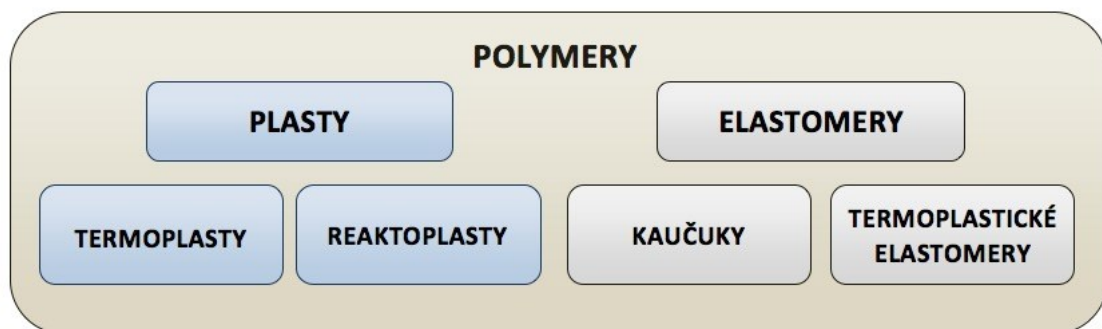 POLYMERY
PLASTY
ELASTOMERY
TERMOPLASTY
REAKTOPLASTY
KAUČUKY
TERMOPLASTICKÉ
ELASTOMERY